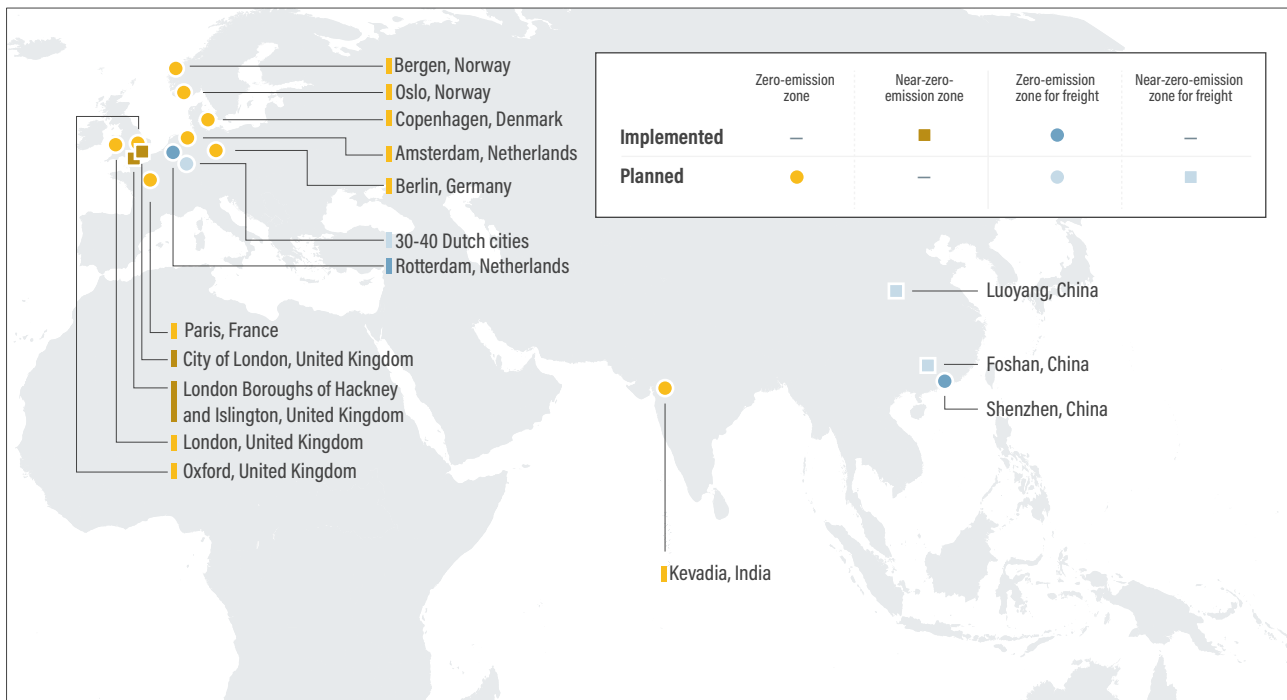 Bergen, Norway
Oslo, Norway
Copenhagen, Denmark
Amsterdam, Netherlands
Berlin, Germany
30-40 Dutch cities
Rotterdam, Netherlands
Paris, France
City of London, United Kingdom
London Boroughs of Hackney
and Islington, United Kingdom
London, United Kingdom
Oxford, United Kingdom
Zero-emission
zone
Near-zero-
emission zone
Zero-emission
zone for freight
Near-zero-emission
zone for freight
Implemented
–
–
Planned
–
Luoyang, China
Foshan, China
Shenzhen, China
Kevadia, India